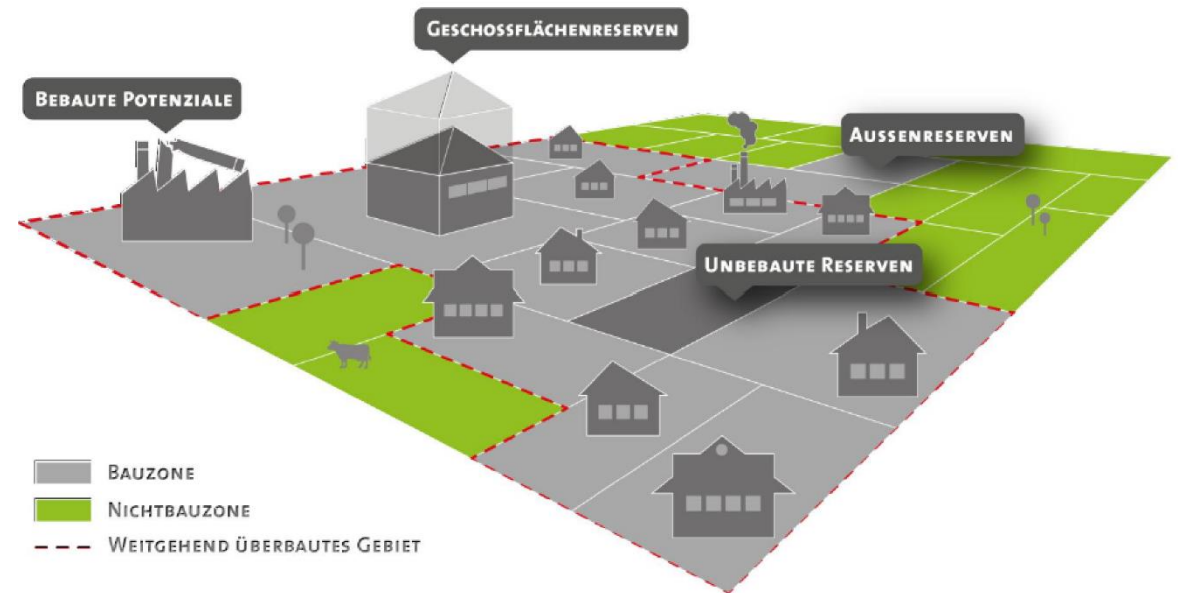 GESCHOSSFLÄCHENRESERVEN
BEBAUTE POTENZIALE
AUSSENRESERVEN
UNBEBAUTE RESERVEN
BAUZONE
NICHTBAUZONE
WEITGEHEND ÜBERBAUTES GEBIET